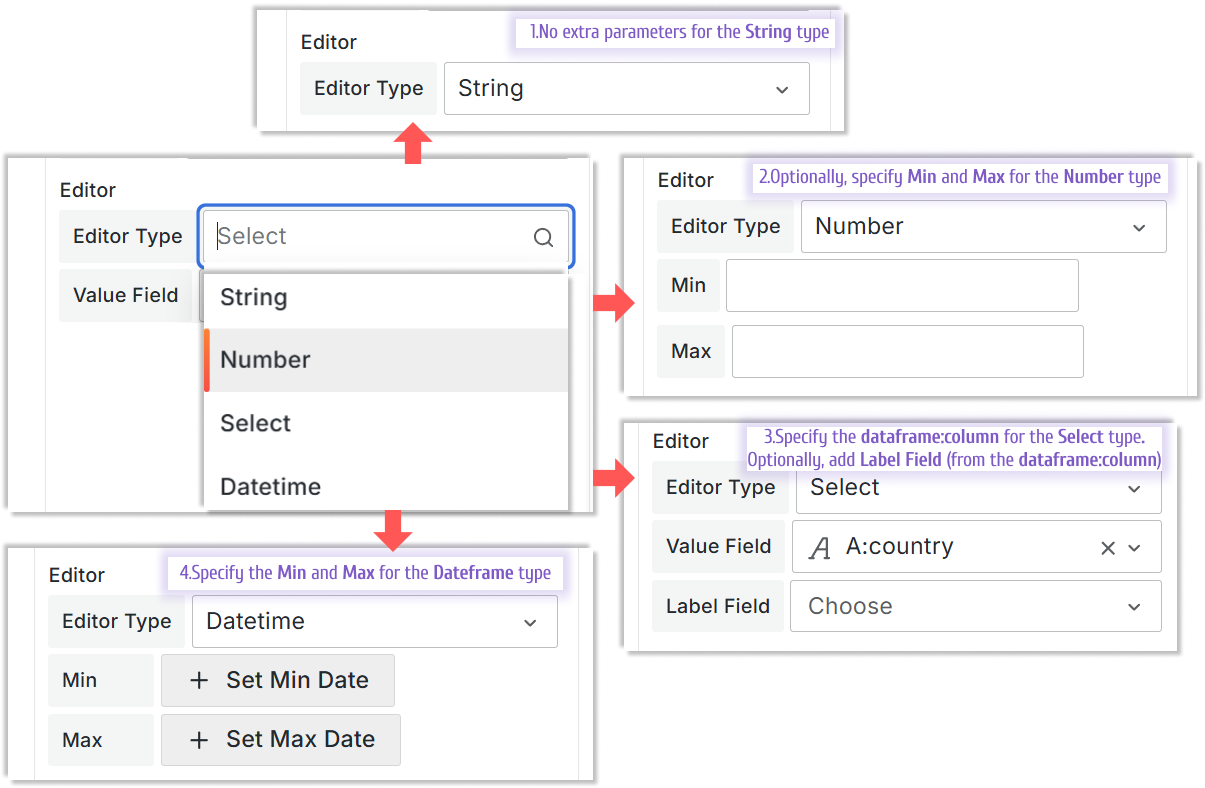 1.No extra parameters for the String type
Editor
Editor Type
String
Editor
Editor Type
Select
Value Field
String
Number
Select
Datetime
2.Optionally, specify Min and Max for the Number type
Editor
Editor Type
Number
Min
Max
3.Specify the dataframe:column for the Select type.
Optionally, add Label Field (from the dataframe:column)
Editor
Editor Type
Select
Value Field
A:country
Label Field
Choose
4.Specify the Min and Max for the Dateframe type
Editor
Editor Type
Datetime
Min
+ Set Min Date
Max
+ Set Max Date